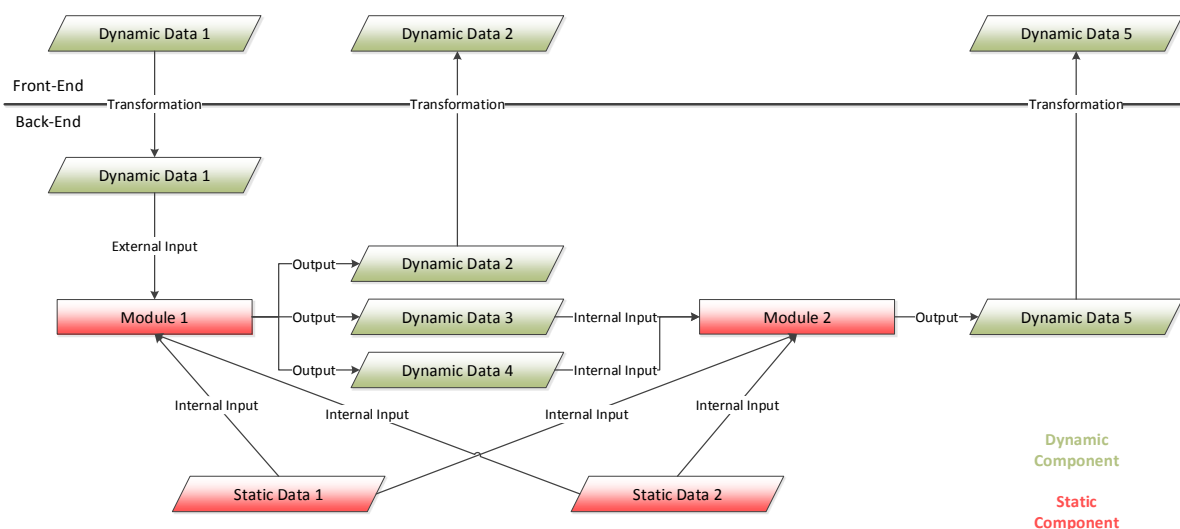 Dynamic Data 1
Dynamic Data 2
Dynamic Data 5
Front-End
Transformation
Transformation
Transformation
Back-End
Dynamic Data 1
External Input
Output
Dynamic Data 2
Module 1
Output
Dynamic Data 3
Internal Input
Module 2
Output
Dynamic Data 5
Output
Dynamic Data 4
Internal Input
Internal Input
Internal Input
Internal Input
Internal Input
Dynamic
Component
Static Data 1
Static Data 2
Static
Component